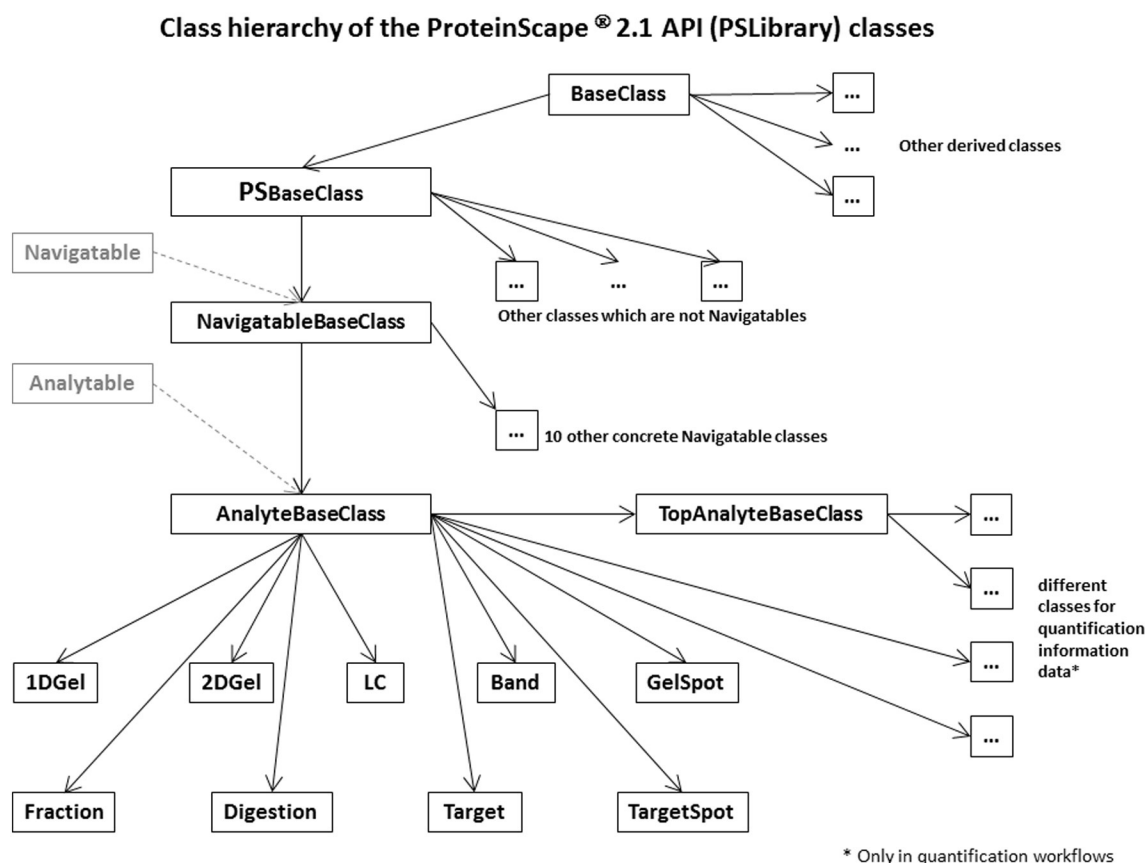 Class hierarchy of the ProteinScape ® 2.1 API (PSLibrary) classes
BaseClass
...
...
Other derived classes
...
PSBaseClass
Navigatable
...
...
...
Other classes which are not Navigatables
NavigatableBaseClass
Analytable
...
10 other concrete Navigatable classes
AnalyteBaseClass
TopAnalyteBaseClass
...
...
different
classes for
quantification
information
data*
...
...
1DGel
2DGel
LC
Band
GelSpot
Fraction
Digestion
Target
TargetSpot
* Only in quantification workflows